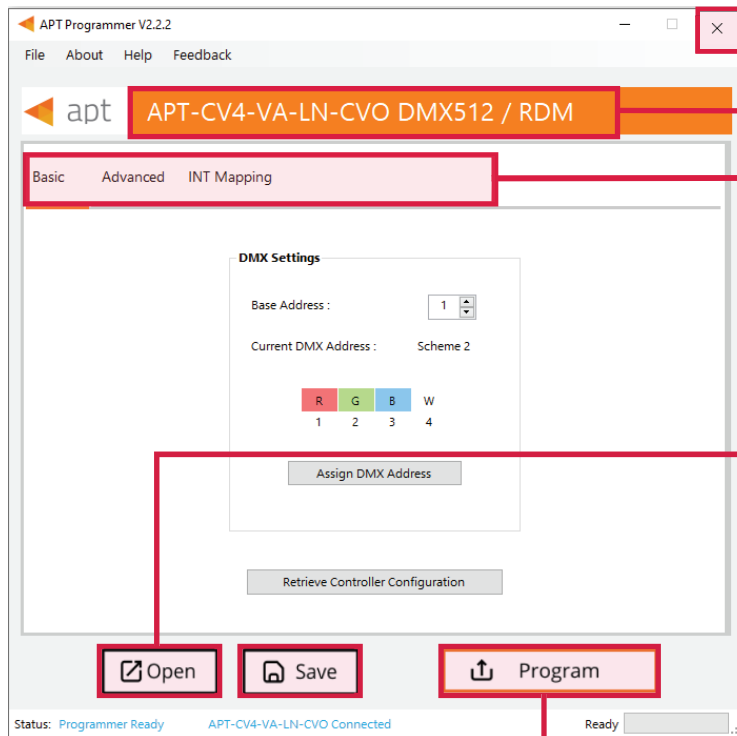 APT Programmer V2.2.2
File About Help Feedback
apt APT-CV4-VA-LN-CVO DMX512 / RDM
Basic Advanced INT Mapping
DMX Settings
Base Address : 1
Current DMX Address : Scheme 2
R G B W
1 2 3 4
Assign DMX Address
Retrieve Controller Configuration
Open Save Program
Status: Programmer Ready APT-CV4-VA-LN-CVO Connected Ready